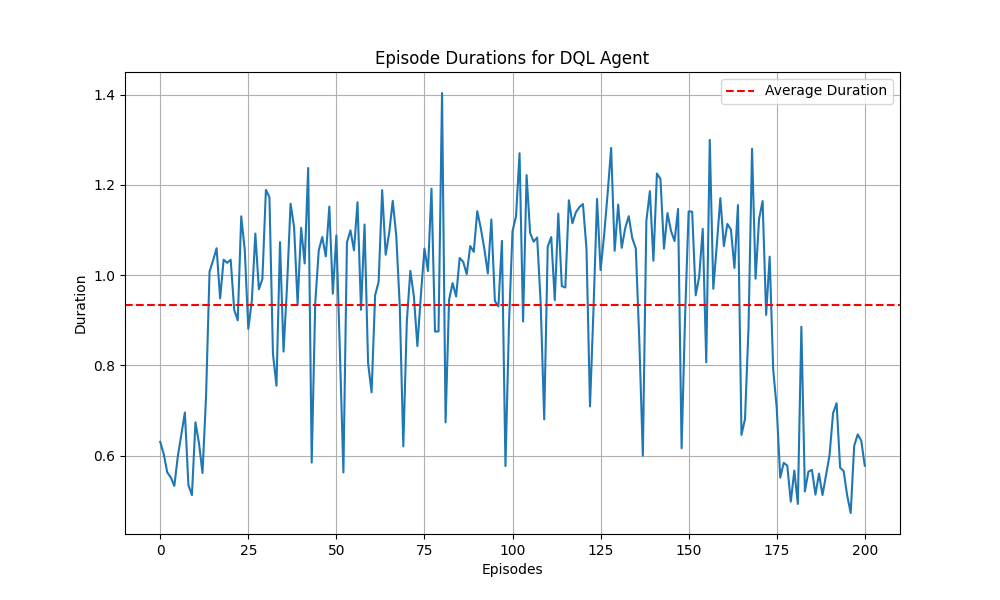 Episode Durations for DQL Agent
Average Duration
1.4
1.2
1.0
0.8
0.6
Duration
0 25 50 75 100 125 150 175 200
Episodes